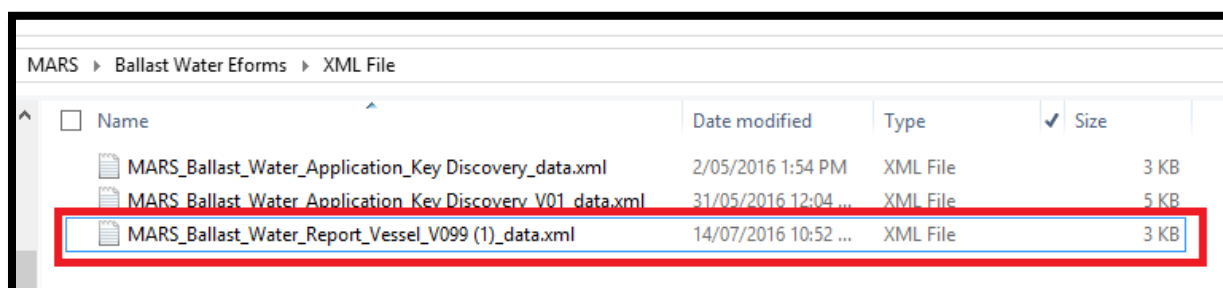 MARS ▸ Ballast Water Eforms ▸ XML File
Name Date modified Type ✓ Size
MARS_Ballast_Water_Application_Key Discovery_data.xml 2/05/2016 1:54 PM XML File 3 KB
MARS_Ballast_Water_Application_Key Discovery_V01_data.xml 31/05/2016 12:04 ... XML File 5 KB
MARS_Ballast_Water_Report_Vessel_V099 (1)_data.xml 14/07/2016 10:52 ... XML File 3 KB